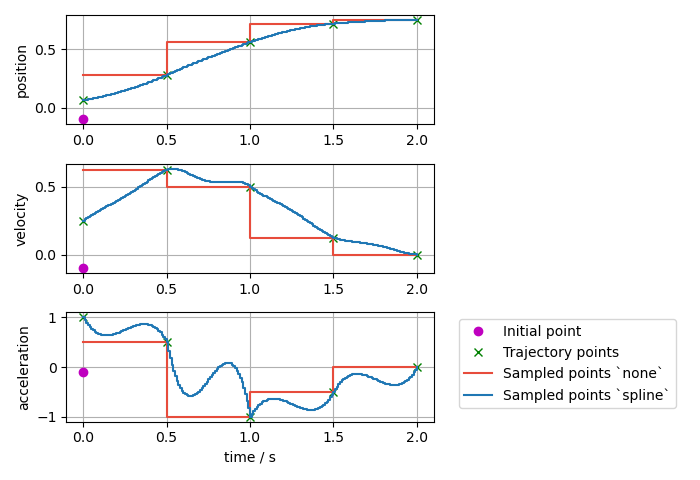 position
0.5
0.0
0.0 0.5 1.0 1.5 2.0
velocity
0.5
0.0
0.0 0.5 1.0 1.5 2.0
acceleration
1
0
−1
0.0 0.5 1.0 1.5 2.0
time / s
Initial point
Trajectory points
Sampled points `none`
Sampled points `spline`